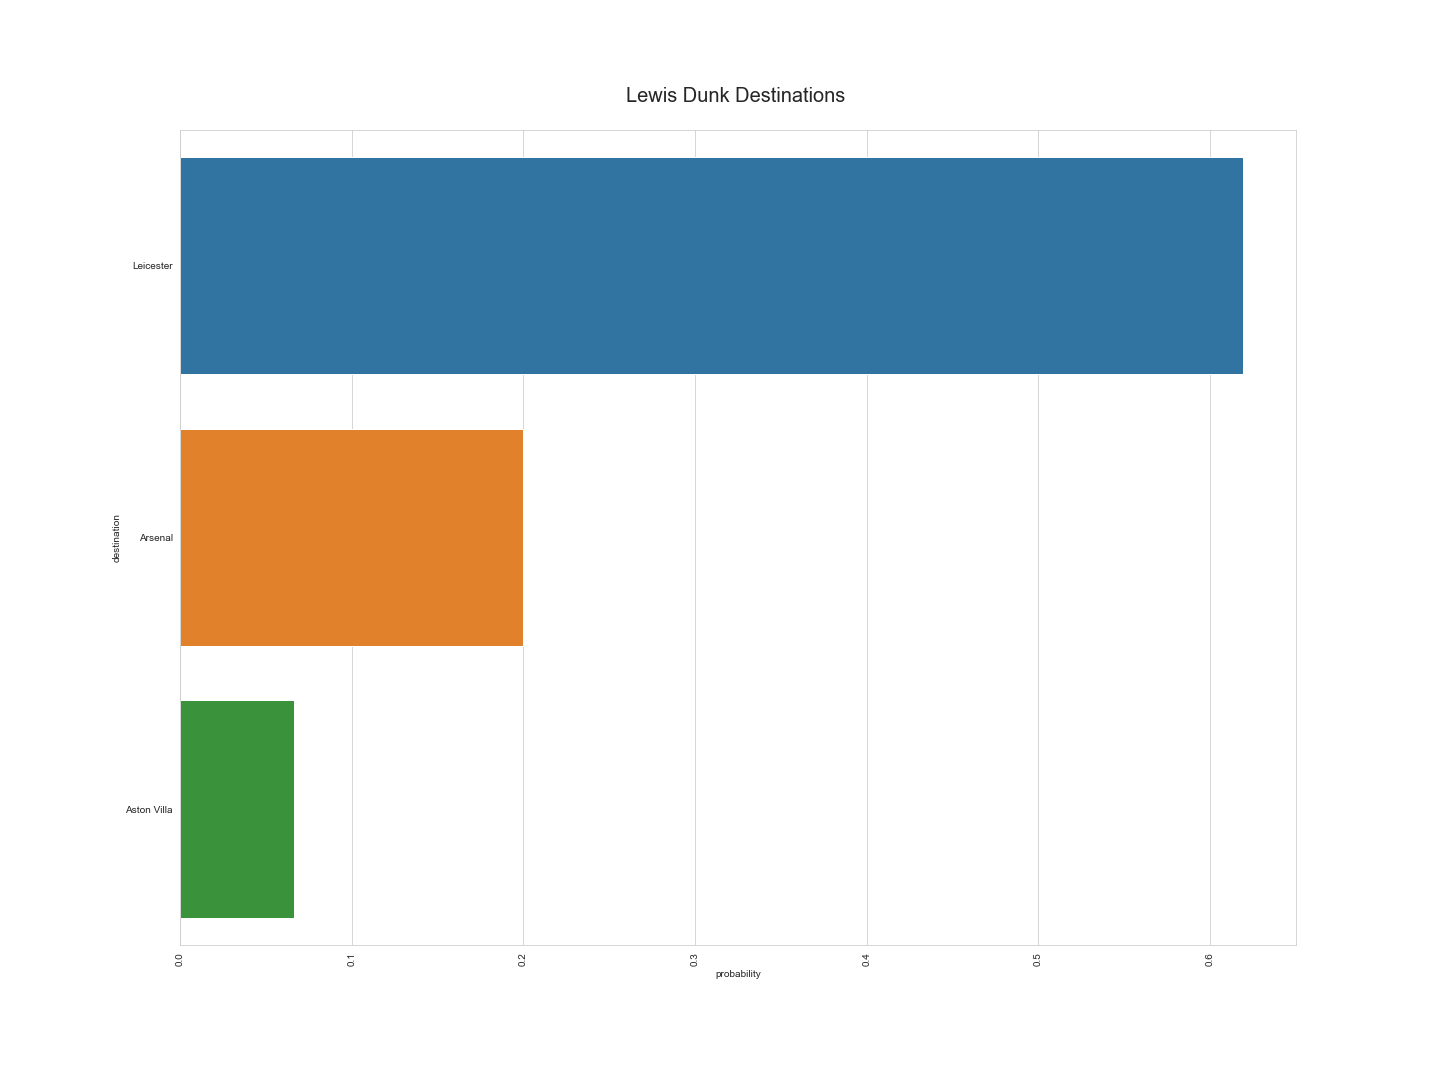 Lewis Dunk Destinations
Leicester
Arsenal
Aston Villa
destination
0.0
0.1
0.2
0.3
0.4
0.5
0.6
probability